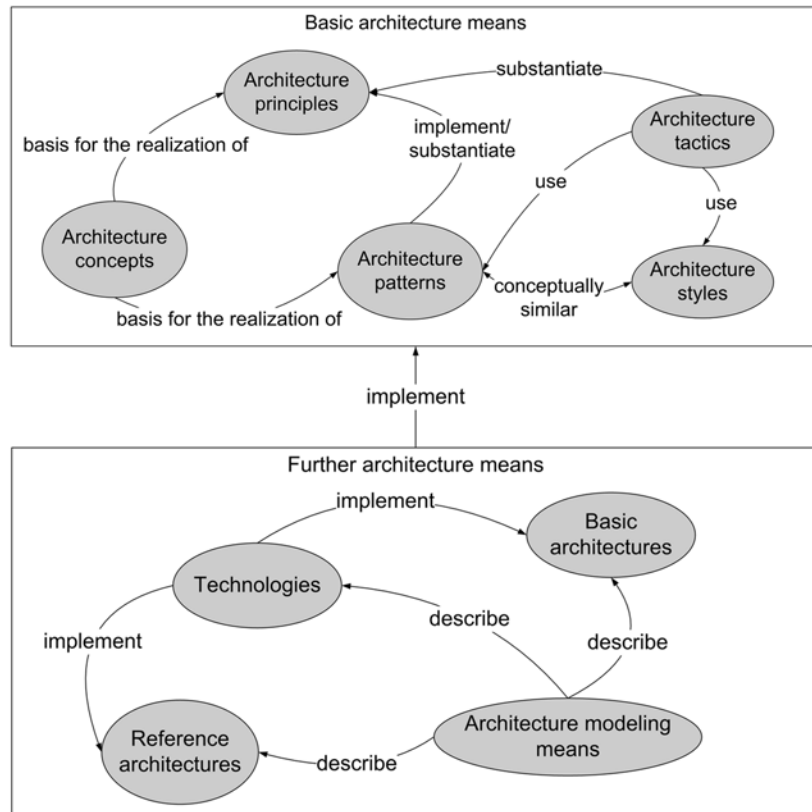 Basic architecture means
substantiate
Architecture
principles
Architecture
tactics
implement/
substantiate
basis for the realization of
use
use
Architecture
concepts
Architecture
patterns
conceptually
similar
Architecture
styles
basis for the realization of
implement
Further architecture means
implement
Basic
architectures
Technologies
describe
implement
describe
Reference
architectures
describe
Architecture modeling
means